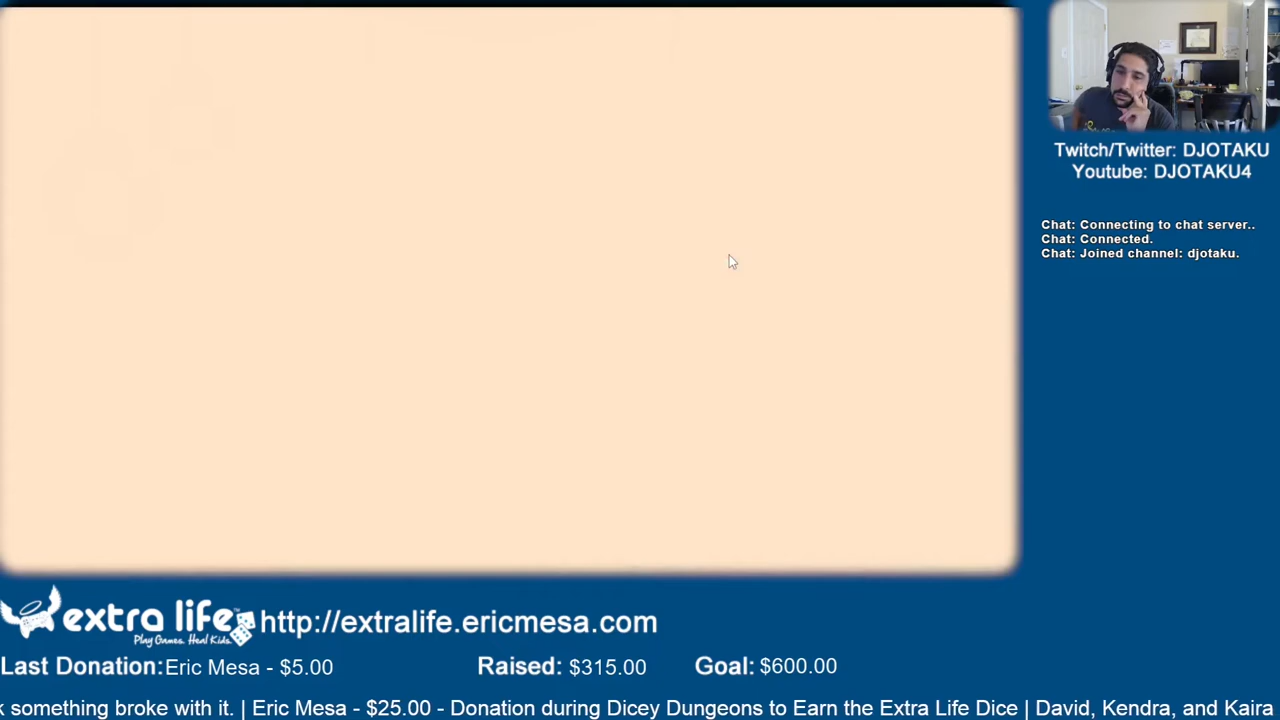 Twitch/Twitter: DJOTAKU
Youtube: DJOTAKU4
Chat: Connecting to chat server..
Chat: Connected.
Chat: Joined channel: djotaku.
extra life
Play Games. Heal Kids.
http://extralife.ericmesa.com
Last Donation: Eric Mesa - $5.00
Raised: $315.00
Goal: $600.00
k something broke with it. | Eric Mesa - $25.00 - Donation during Dicey Dungeons to Earn the Extra Life Dice | David, Kendra, and Kaira